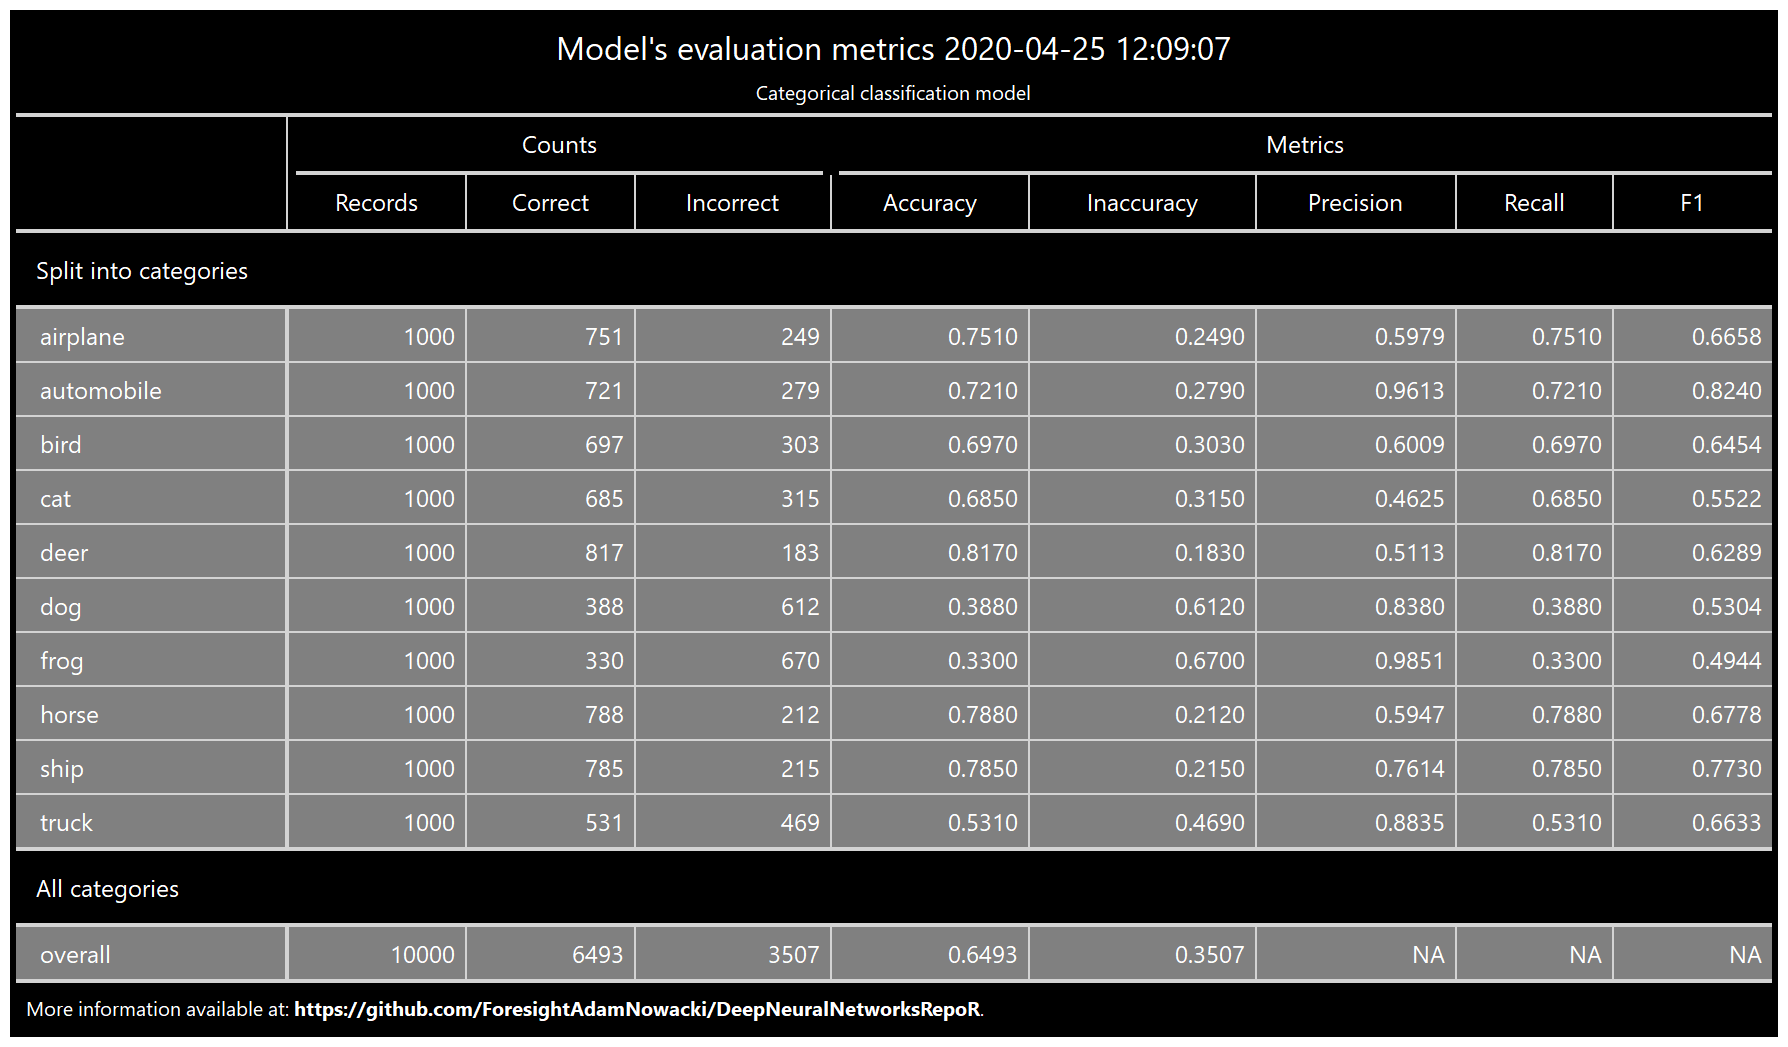 Model's evaluation metrics 2020-04-25 12:09:07
Categorical classification model
Counts Metrics
Records Correct Incorrect Accuracy Inaccuracy Precision Recall F1
Split into categories
airplane 1000 751 249 0.7510 0.2490 0.5979 0.7510 0.6658
automobile 1000 721 279 0.7210 0.2790 0.9613 0.7210 0.8240
bird 1000 697 303 0.6970 0.3030 0.6009 0.6970 0.6454
cat 1000 685 315 0.6850 0.3150 0.4625 0.6850 0.5522
deer 1000 817 183 0.8170 0.1830 0.5113 0.8170 0.6289
dog 1000 388 612 0.3880 0.6120 0.8380 0.3880 0.5304
frog 1000 330 670 0.3300 0.6700 0.9851 0.3300 0.4944
horse 1000 788 212 0.7880 0.2120 0.5947 0.7880 0.6778
ship 1000 785 215 0.7850 0.2150 0.7614 0.7850 0.7730
truck 1000 531 469 0.5310 0.4690 0.8835 0.5310 0.6633
All categories
overall 10000 6493 3507 0.6493 0.3507 NA NA NA
More information available at: https://github.com/ForesightAdamNowacki/DeepNeuralNetworksRepoR.